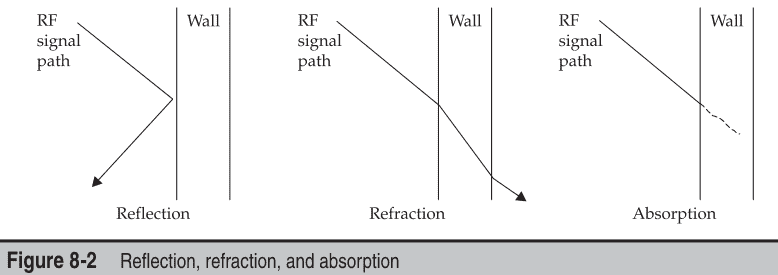 RF
signal
path
Wall
RF
signal
path
Wall
RF
signal
path
Wall
Reflection
Refraction
Absorption
Figure 8-2 Reflection, refraction, and absorption